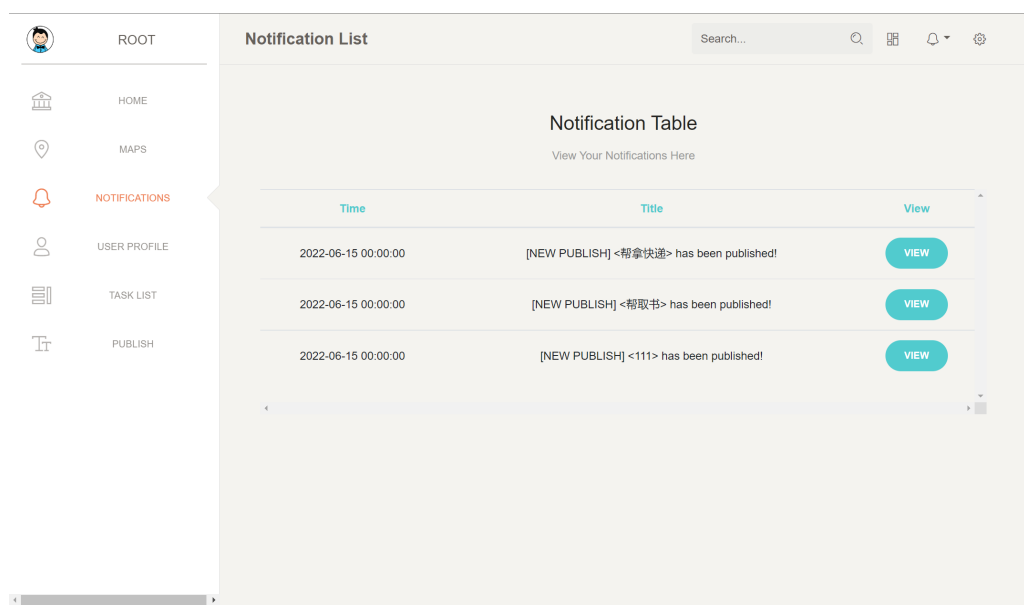 ROOT
Notification List
Search...
HOME
MAPS
NOTIFICATIONS
USER PROFILE
TASK LIST
PUBLISH
Notification Table
View Your Notifications Here
Time Title View
2022-06-15 00:00:00 [NEW PUBLISH] <帮拿快递> has been published! VIEW
2022-06-15 00:00:00 [NEW PUBLISH] <帮取书> has been published! VIEW
2022-06-15 00:00:00 [NEW PUBLISH] <111> has been published! VIEW